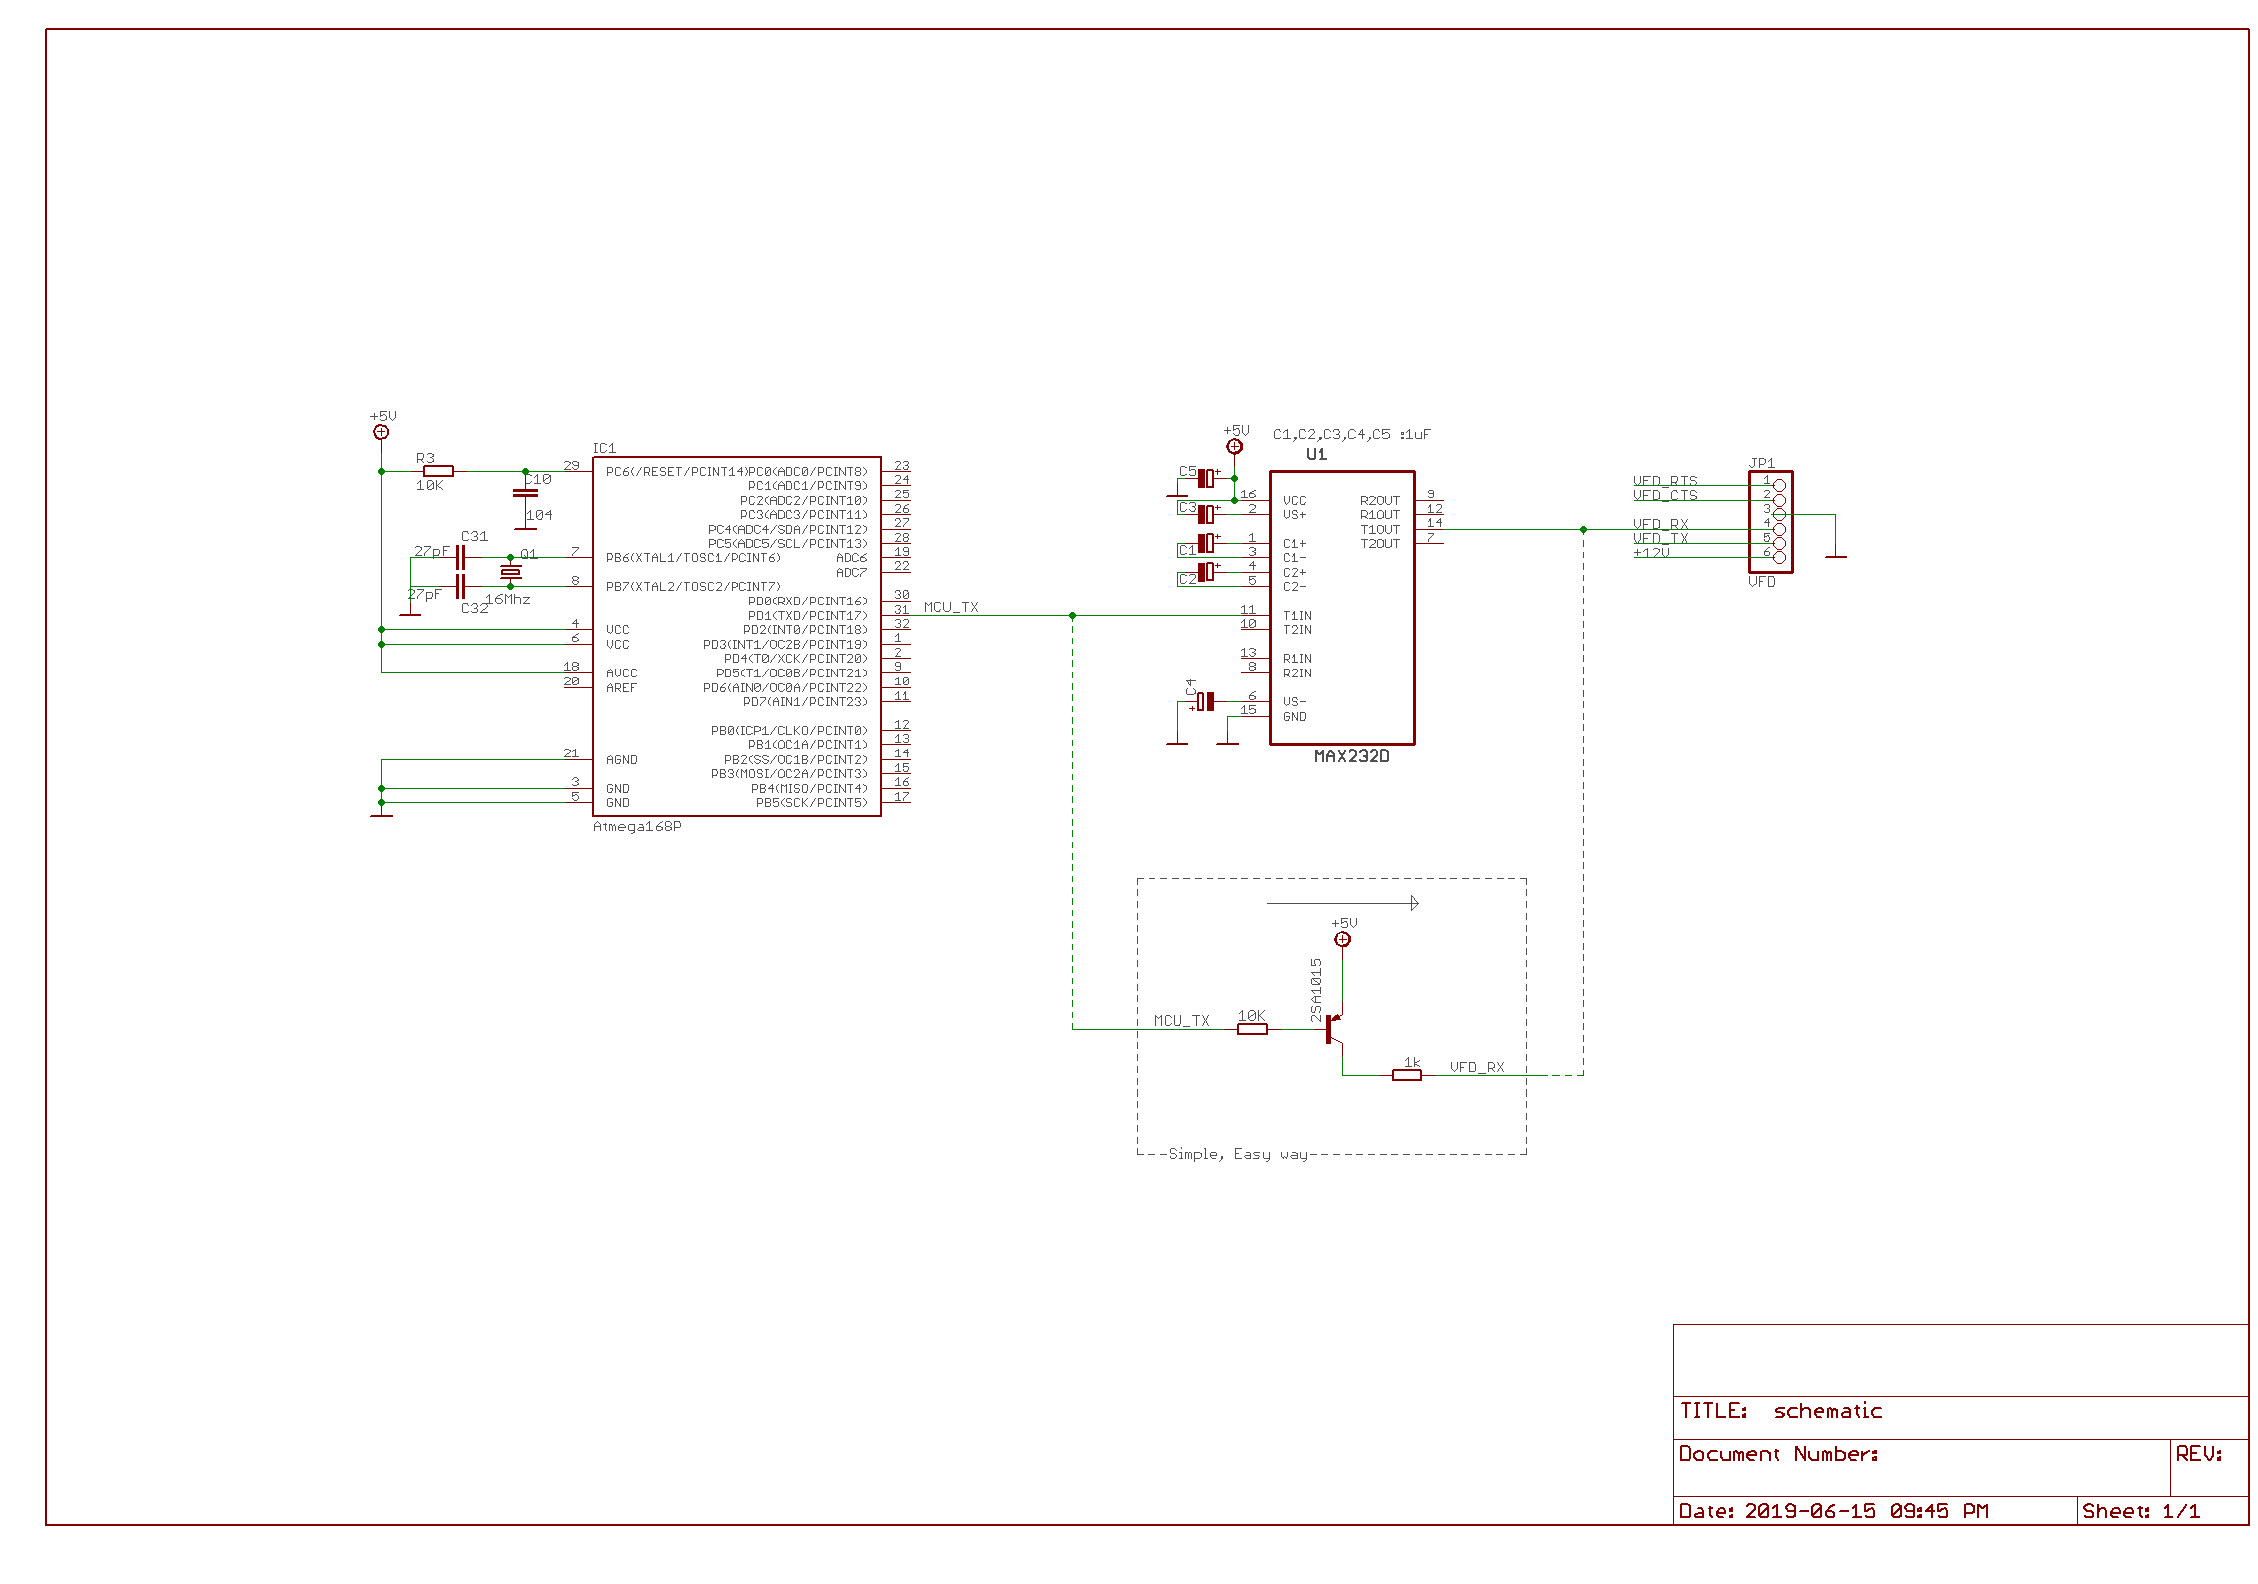 +5V
R3
10K
C10
104
C31
27pF
Q1
27pF
C32
16Mhz
IC1
29 PC6(/RESET/PCINT14)
7 PB6(XTAL1/TOSC1/PCINT6)
8 PB7(XTAL2/TOSC2/PCINT7)
4 VCC
6 VCC
18 AVCC
20 AREF
21 AGND
3 GND
5 GND
PC0(ADC0/PCINT8) 23
PC1(ADC1/PCINT9) 24
PC2(ADC2/PCINT10) 25
PC3(ADC3/PCINT11) 26
PC4(ADC4/SDA/PCINT12) 27
PC5(ADC5/SCL/PCINT13) 28
ADC6 19
ADC7 22
PD0(RXD/PCINT16) 30
PD1(TXD/PCINT17) 31
PD2(INT0/PCINT18) 32
PD3(INT1/OC2B/PCINT19) 1
PD4(T0/XCK/PCINT20) 2
PD5(T1/OC0B/PCINT21) 9
PD6(AIN0/OC0A/PCINT22) 10
PD7(AIN1/PCINT23) 11
PB0(ICP1/CLKO/PCINT0) 12
PB1(OC1A/PCINT1) 13
PB2(SS/OC1B/PCINT2) 14
PB3(MOSI/OC2A/PCINT3) 15
PB4(MISO/PCINT4) 16
PB5(SCK/PCINT5) 17
Atmega168P
MCU_TX
+5V
C1,C2,C3,C4,C5 :1uF
U1
C5 +
C3 +
C1 +
C2 +
C4
+
16 VCC
2 VS+
1 C1+
3 C1-
4 C2+
5 C2-
11 T1IN
10 T2IN
13 R1IN
8 R2IN
6 VS-
15 GND
R2OUT 9
R1OUT 12
T1OUT 14
T2OUT 7
MAX232D
JP1
VFD_RTS 1
VFD_CTS 2
3
VFD_RX 4
VFD_TX 5
+12V 6
VFD
+5V
2SA1015
MCU_TX
10K
1k
VFD_RX
Simple, Easy way
TITLE: schematic
Document Number:
REV:
Date: 2019-06-15 09:45 PM
Sheet: 1/1